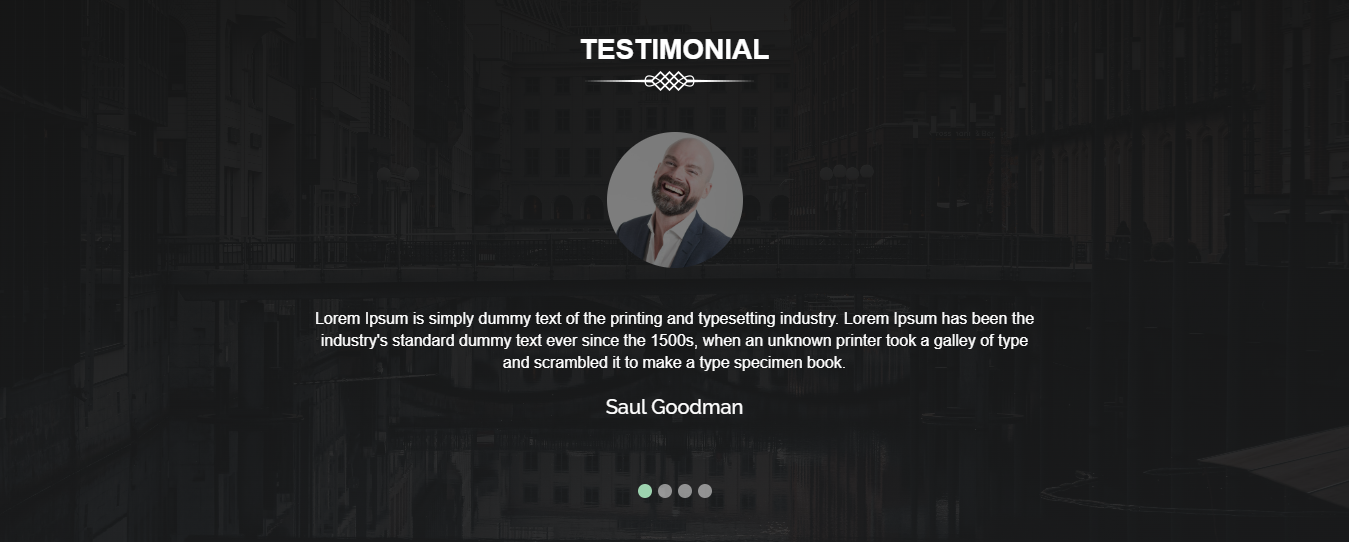 TESTIMONIAL
Lorem Ipsum is simply dummy text of the printing and typesetting industry. Lorem Ipsum has been the
industry's standard dummy text ever since the 1500s, when an unknown printer took a galley of type
and scrambled it to make a type specimen book.
Saul Goodman